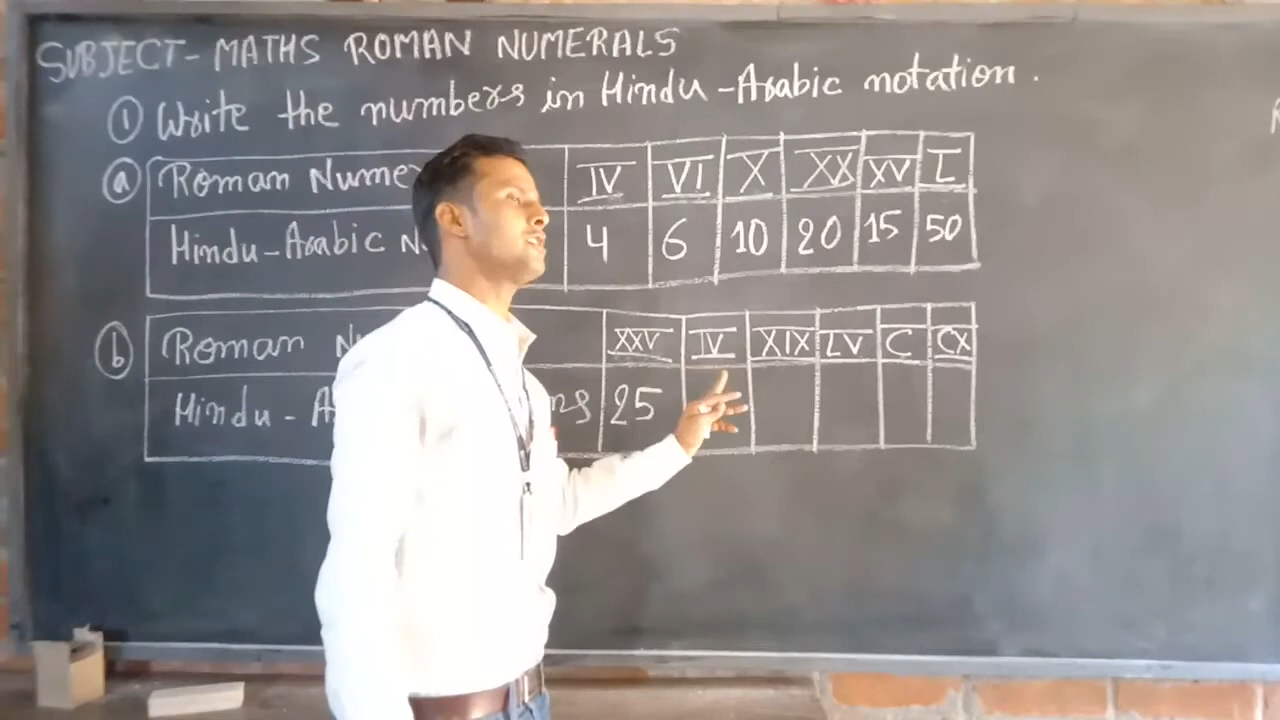 SUBJECT- MATHS ROMAN NUMERALS
① Write the numbers in Hindu-Arabic notation.
ⓐ Roman Nume IV VI X XX XV L
Hindu-Arabic N 4 6 10 20 15 50
ⓑ Roman N XXV IV XIX LV C CX
Hindu - A ns 25